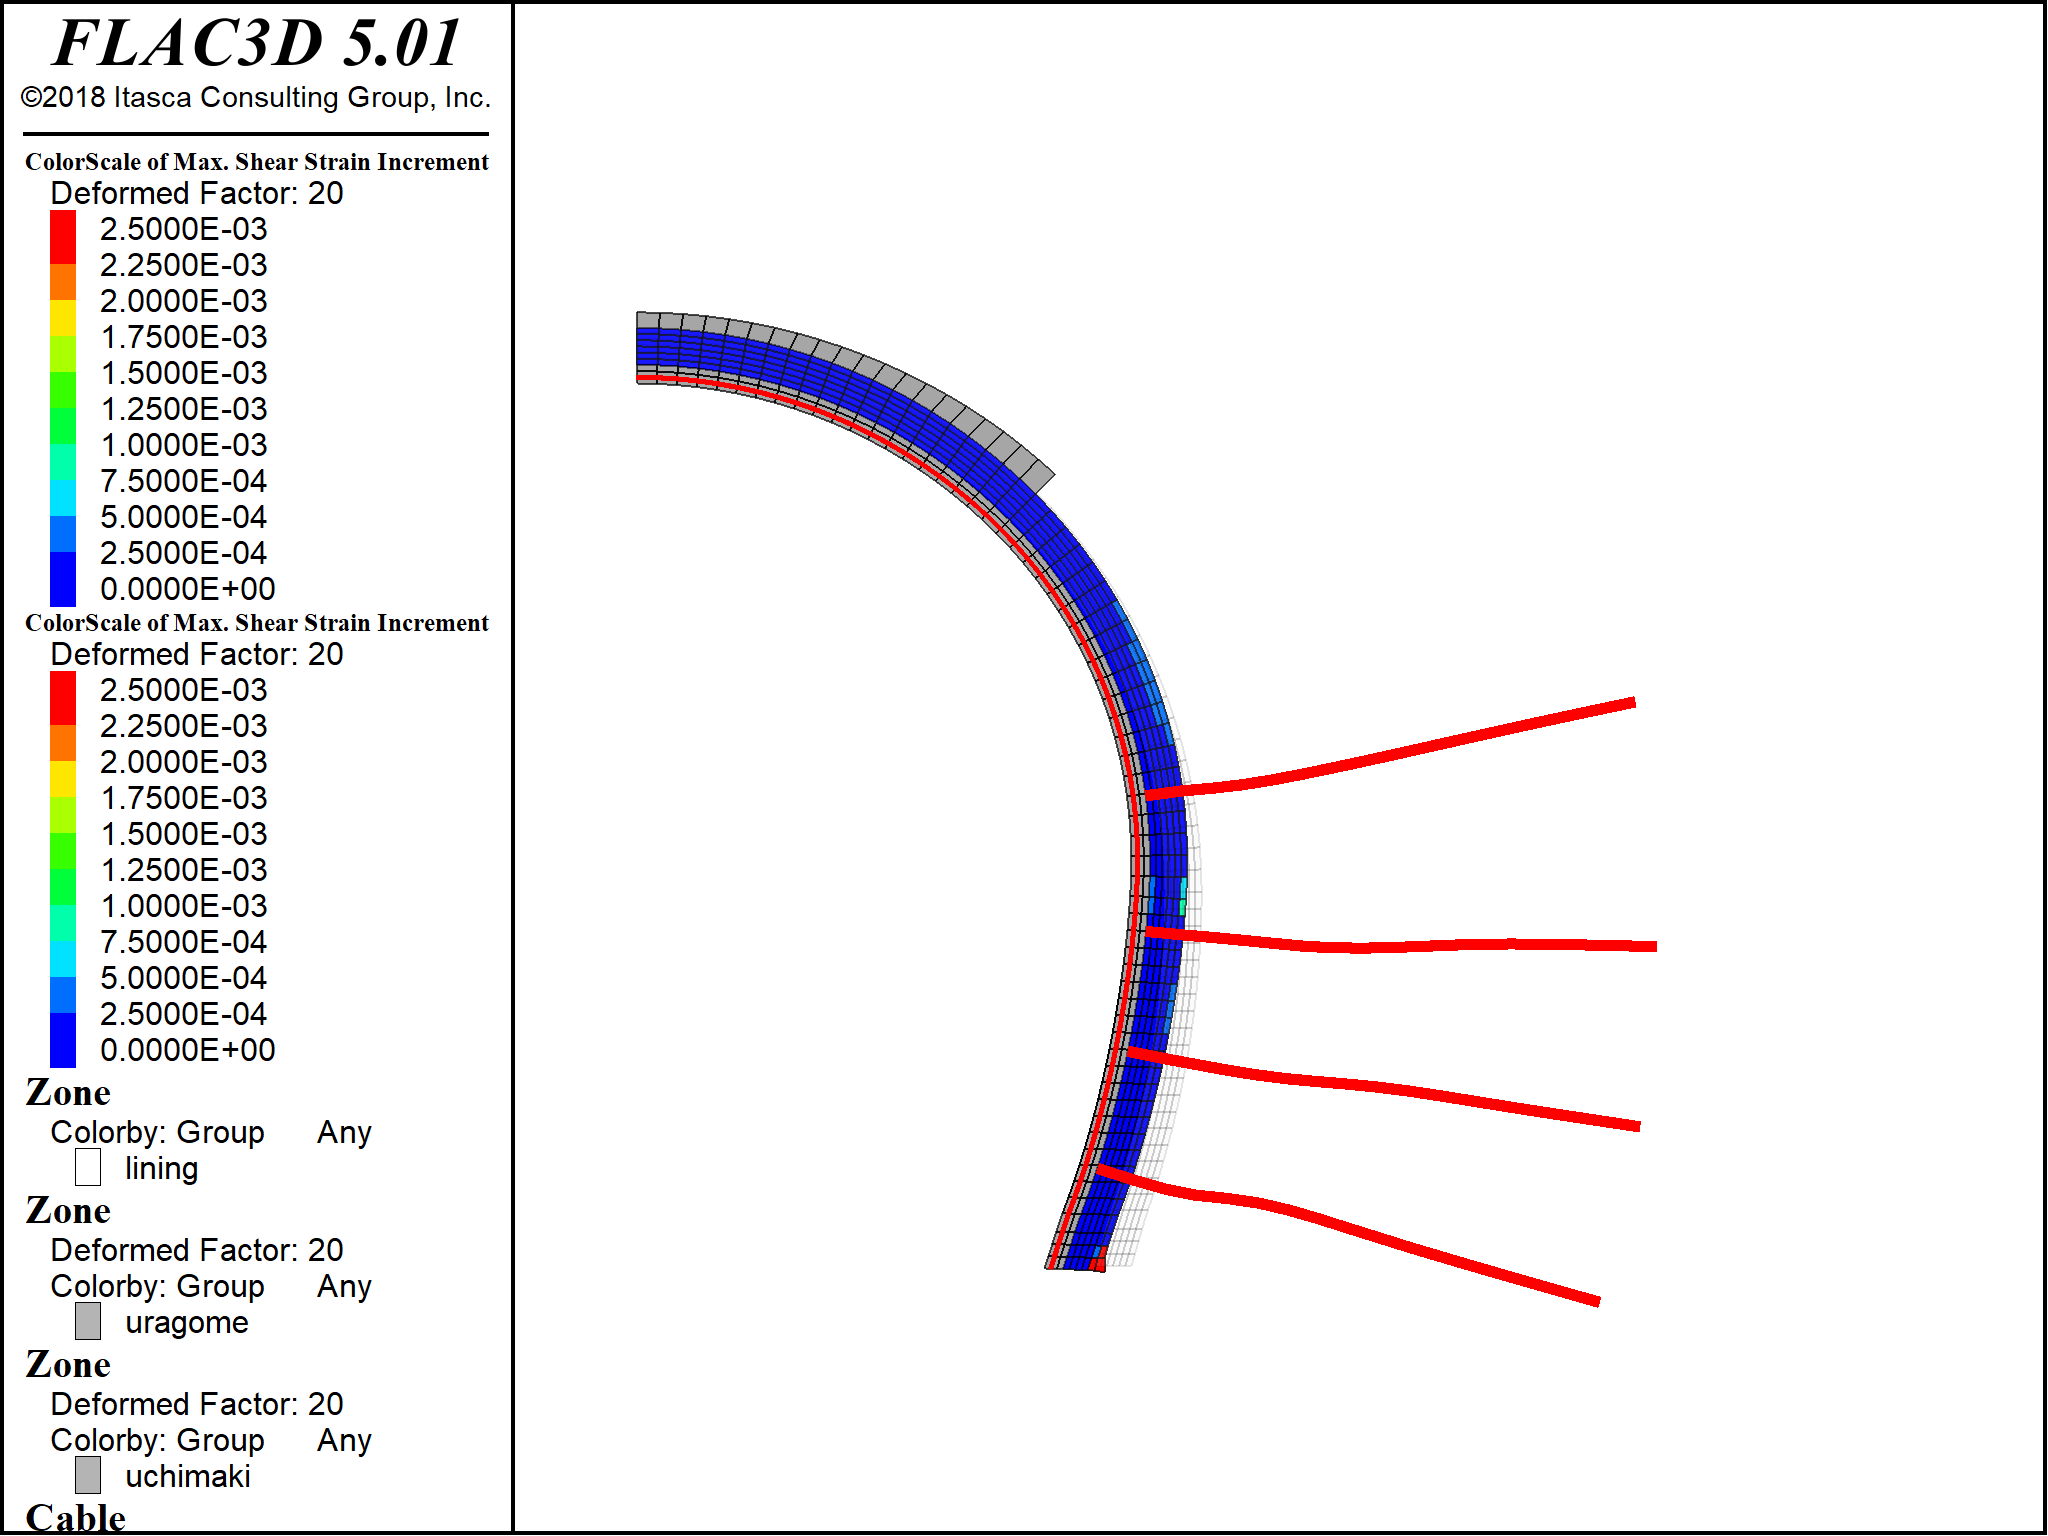 FLAC3D 5.01
©2018 Itasca Consulting Group, Inc.
ColorScale of Max. Shear Strain Increment
Deformed Factor: 20
2.5000E-03
2.2500E-03
2.0000E-03
1.7500E-03
1.5000E-03
1.2500E-03
1.0000E-03
7.5000E-04
5.0000E-04
2.5000E-04
0.0000E+00
ColorScale of Max. Shear Strain Increment
Deformed Factor: 20
2.5000E-03
2.2500E-03
2.0000E-03
1.7500E-03
1.5000E-03
1.2500E-03
1.0000E-03
7.5000E-04
5.0000E-04
2.5000E-04
0.0000E+00
Zone
Colorby: Group Any
lining
Zone
Deformed Factor: 20
Colorby: Group Any
uragome
Zone
Deformed Factor: 20
Colorby: Group Any
uchimaki
Cable